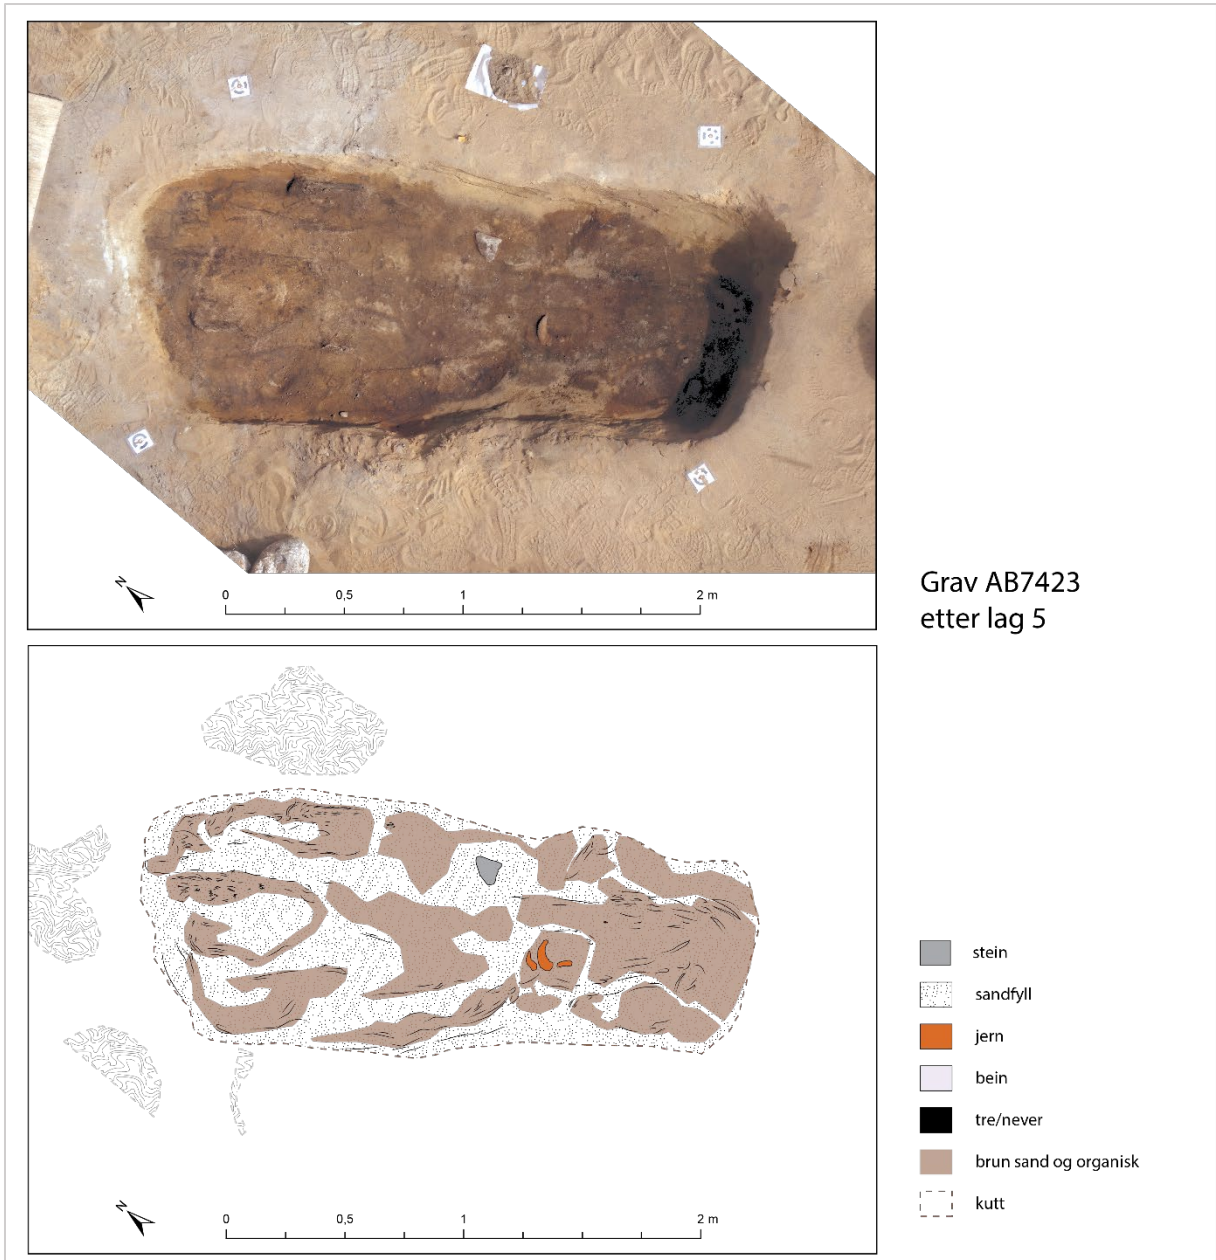 N
0
0,5
1
2 m
Grav AB7423
etter lag 5
stein
sandfyll
jern
bein
tre/never
brun sand og organisk
kutt
N
0
0,5
1
2 m